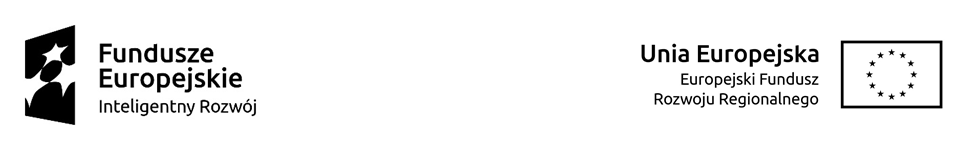 Fundusze
Europejskie
Inteligentny Rozwój
Unia Europejska
Europejski Fundusz
Rozwoju Regionalnego